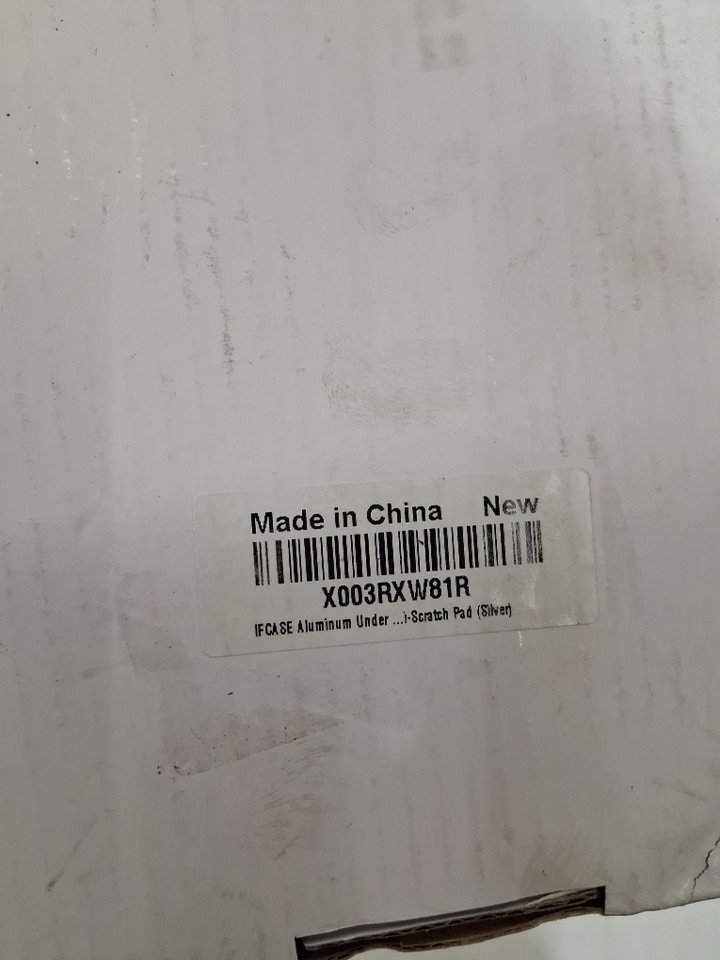 Made in China New
X003RXW81R
IFCASE Aluminum Under ...i-Scratch Pad (Silver)